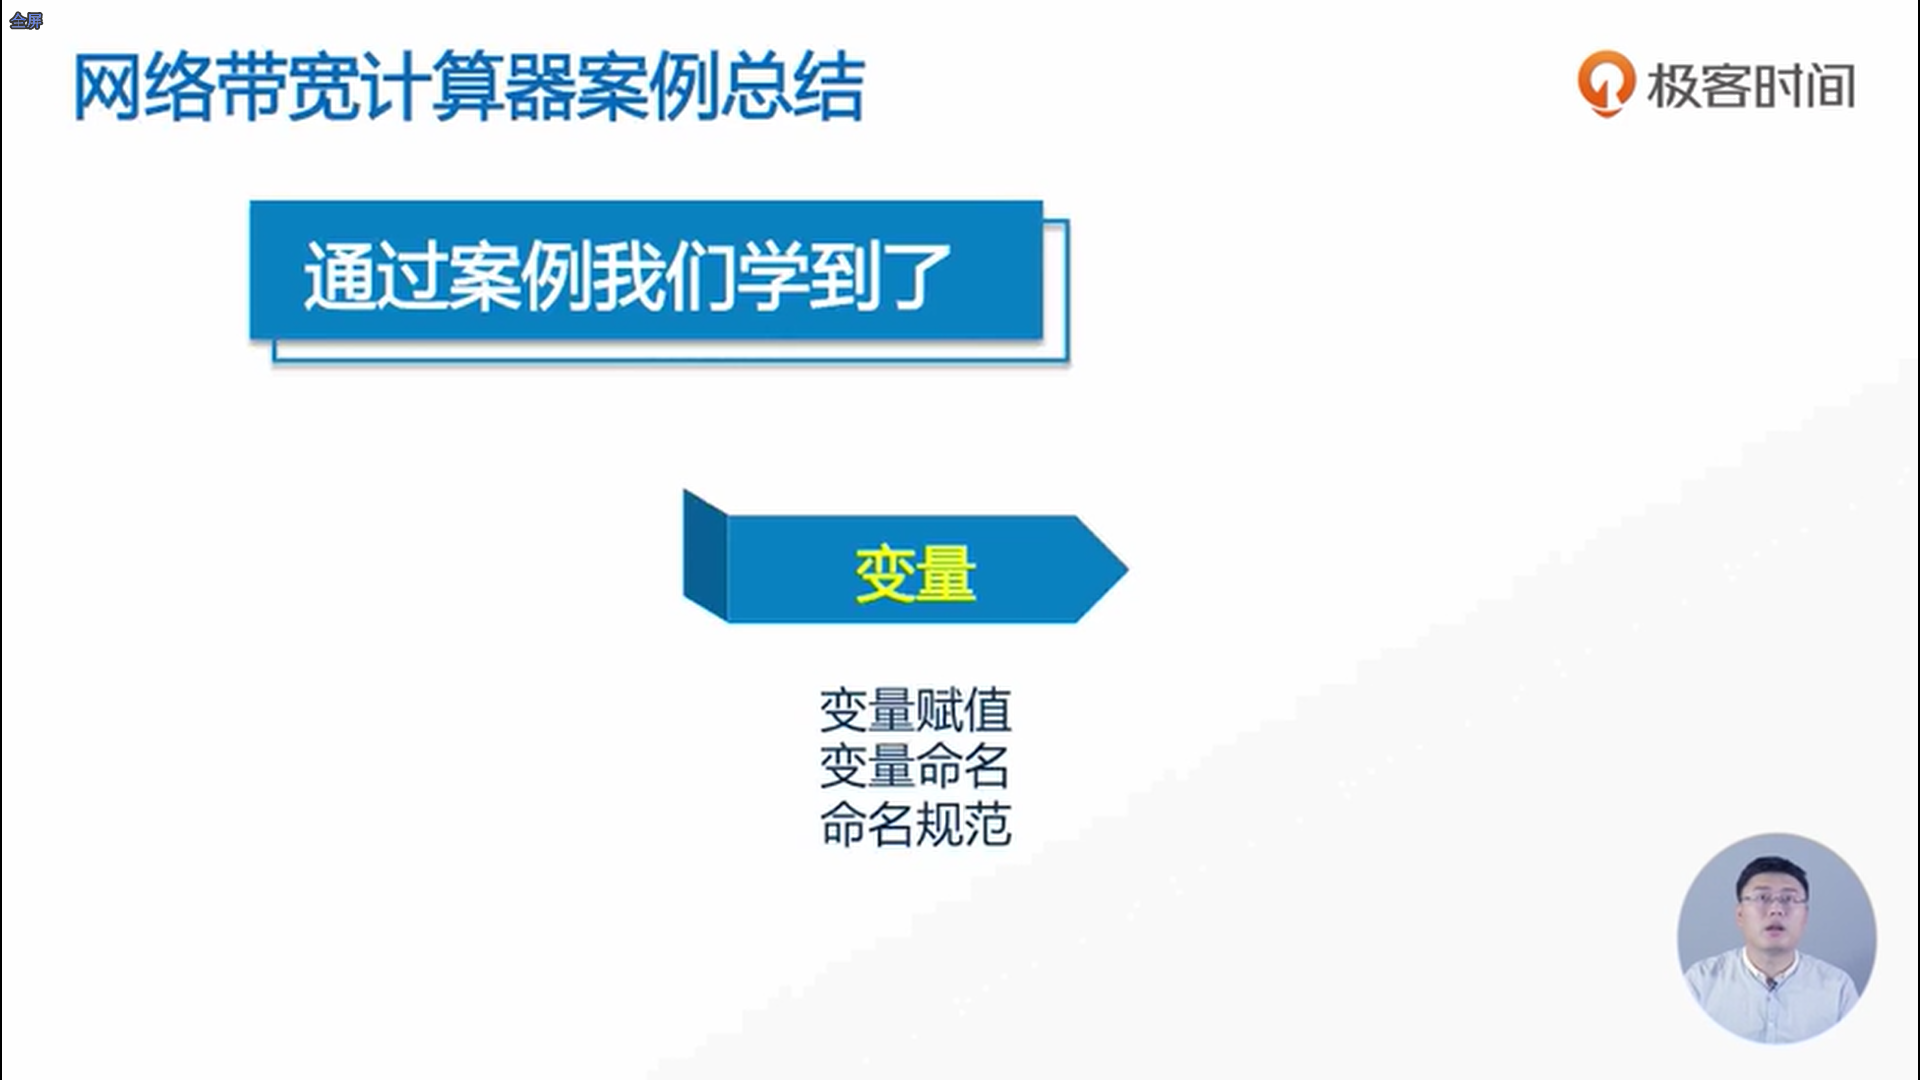 全屏
网络带宽计算器案例总结
极客时间
通过案例我们学到了
变量
变量赋值
变量命名
命名规范